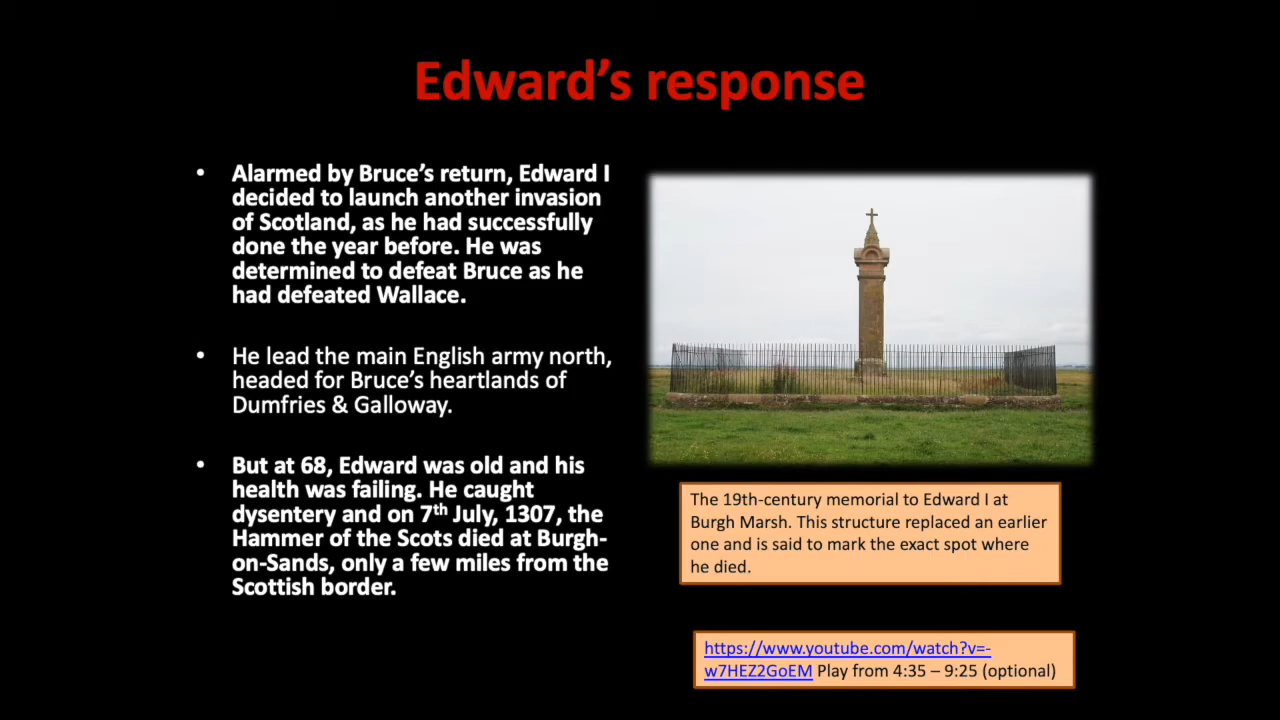 Edward’s response
• Alarmed by Bruce’s return, Edward I
decided to launch another invasion
of Scotland, as he had successfully
done the year before. He was
determined to defeat Bruce as he
had defeated Wallace.
• He lead the main English army north,
headed for Bruce’s heartlands of
Dumfries & Galloway.
• But at 68, Edward was old and his
health was failing. He caught
dysentery and on 7th July, 1307, the
Hammer of the Scots died at Burgh-
on-Sands, only a few miles from the
Scottish border.
The 19th-century memorial to Edward I at
Burgh Marsh. This structure replaced an earlier
one and is said to mark the exact spot where
he died.
https://www.youtube.com/watch?v=-
w7HEZ2GoEM Play from 4:35 – 9:25 (optional)